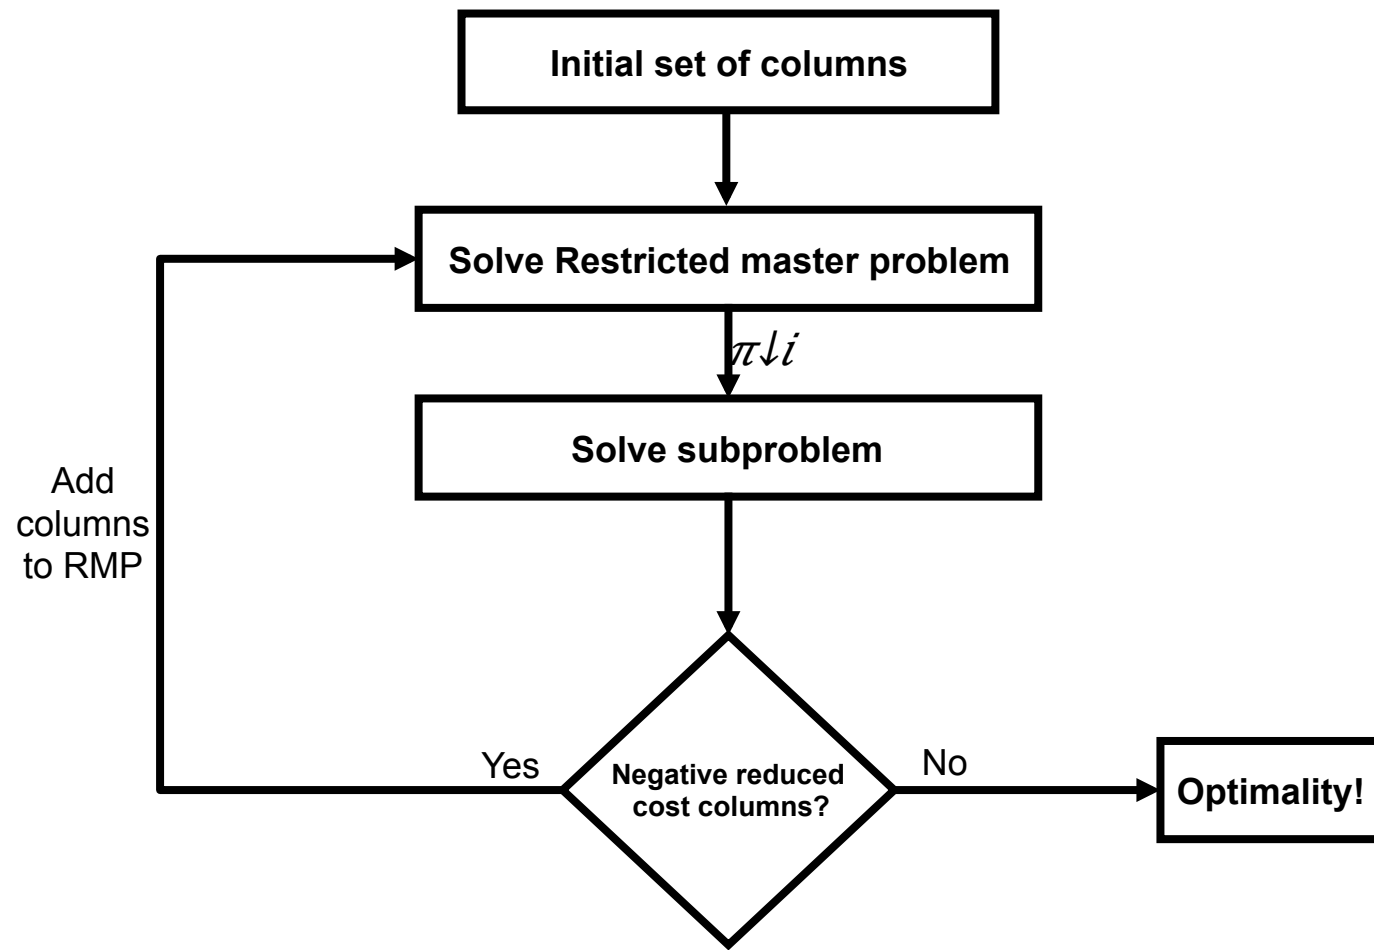 Initial set of columns
Solve Restricted master problem
π↓i
Solve subproblem
Add
columns
to RMP
Yes
Negative reduced
cost columns?
No
Optimality!